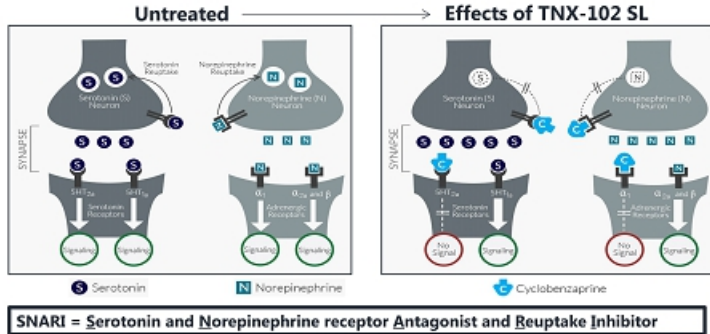 Untreated
Effects of TNX-102 SL
Serotonin
Reuptake
S
S
Serotonin (S)
Neuron
S
Norepinephrine
Reuptake
N
N
Norepinephrine (N)
Neuron
N
SYNAPSE
S S S
N N N
S
S
N
N
5HT2a
5HT1a
Serotonin
Receptors
α1
α2a and β
Adrenergic
Receptors
Signaling
Signaling
Signaling
Signaling
S
Serotonin (S)
Neuron
C
N
Norepinephrine (N)
Neuron
C
SYNAPSE
S S S S S
N N N N N
C
S
C
N
5HT2a
5HT1a
Serotonin
Receptors
α1
α2a and β
Adrenergic
Receptors
No
Signal
Signaling
No
Signal
Signaling
S Serotonin
N Norepinephrine
C Cyclobenzaprine
SNARI = Serotonin and Norepinephrine receptor Antagonist and Reuptake Inhibitor